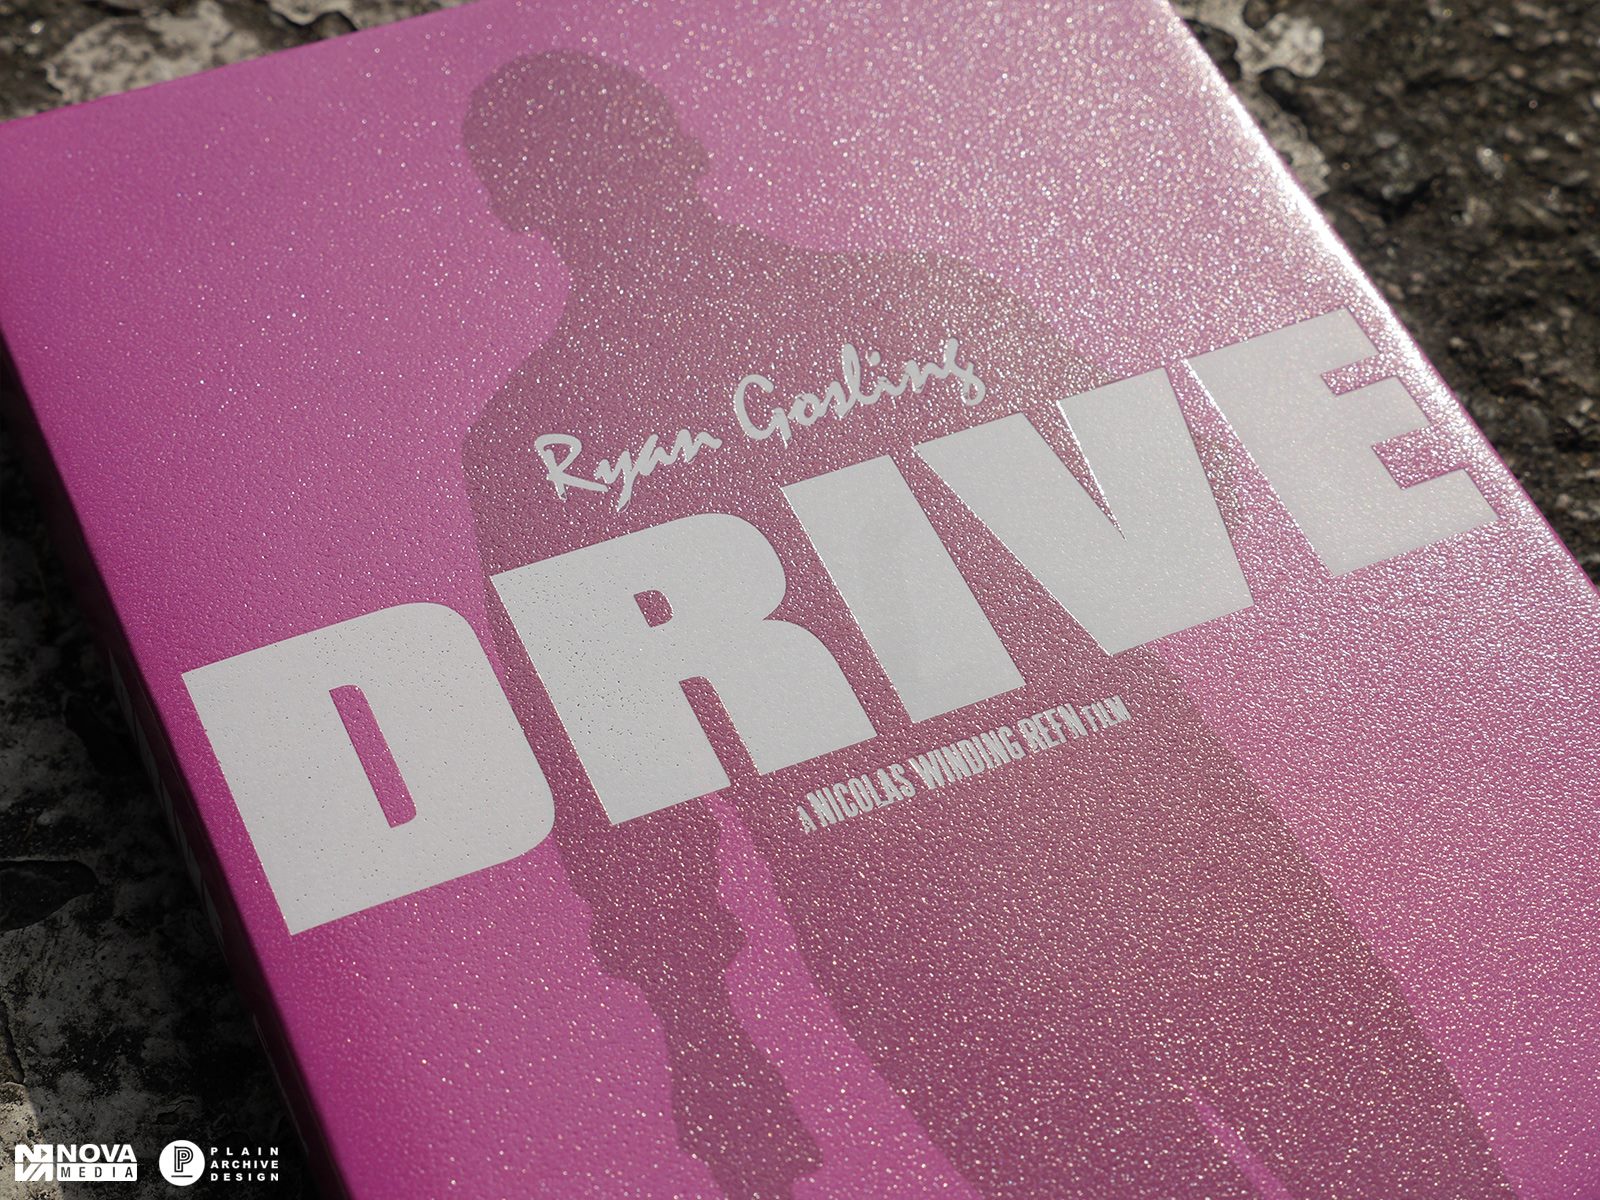 Ryan Gosling
DRIVE
A NICOLAS WINDING REFN FILM
NOVA
MEDIA
P
PLAIN
ARCHIVE
DESIGN